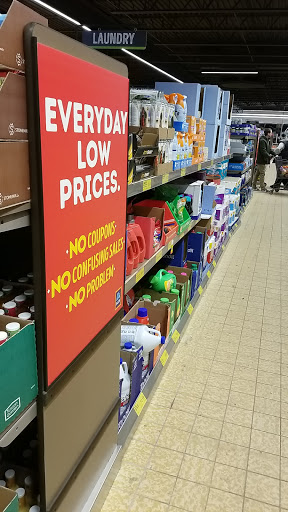 LAUNDRY
EVERYDAY
LOW
PRICES.
•NO COUPONS
•NO CONFUSING SALES
•NO PROBLEM